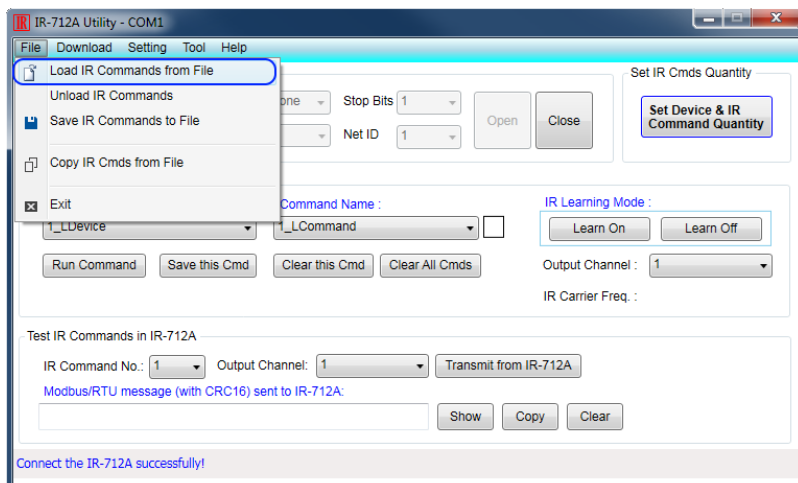 IR IR-712A Utility - COM1
File Download Setting Tool Help
Load IR Commands from File
Unload IR Commands
Save IR Commands to File
Copy IR Cmds from File
Exit
Stop Bits 1
Net ID 1
Open Close
Set IR Cmds Quantity
Set Device & IR
Command Quantity
Command Name :
IR Learning Mode :
1_LDevice
1_LCommand
Learn On Learn Off
Run Command Save this Cmd Clear this Cmd Clear All Cmds
Output Channel : 1
IR Carrier Freq. :
Test IR Commands in IR-712A
IR Command No.: 1 Output Channel: 1 Transmit from IR-712A
Modbus/RTU message (with CRC16) sent to IR-712A:
Show Copy Clear
Connect the IR-712A successfully!